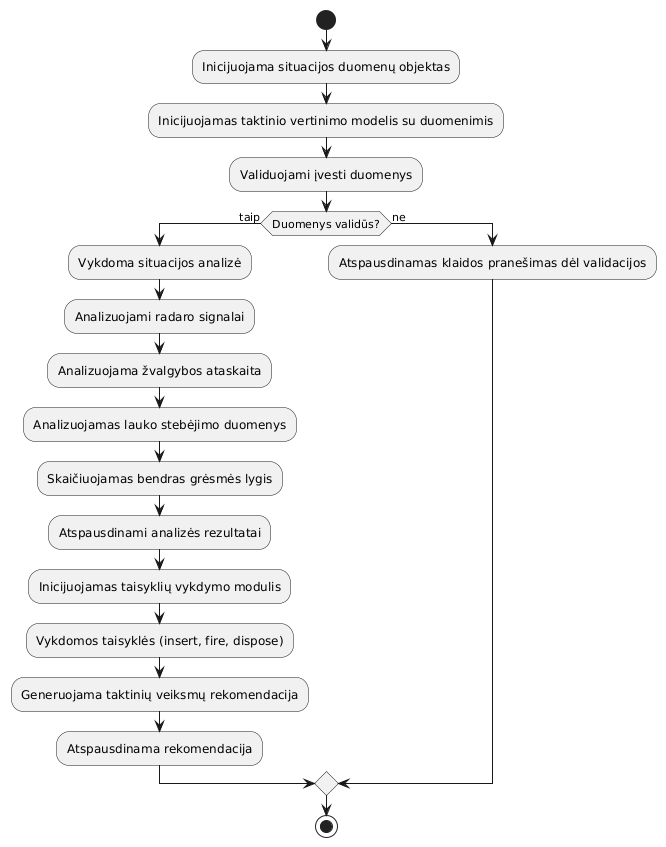 Inicijuojama situacijos duomenų objektas
Inicijuojamas taktinio vertinimo modelis su duomenimis
Validuojami įvesti duomenys
taip
Duomenys validūs?
ne
Vykdoma situacijos analizė
Atspausdinamas klaidos pranešimas dėl validacijos
Analizuojami radaro signalai
Analizuojama žvalgybos ataskaita
Analizuojamas lauko stebėjimo duomenys
Skaičiuojamas bendras grėsmės lygis
Atspausdinami analizės rezultatai
Inicijuojamas taisyklių vykdymo modulis
Vykdomos taisyklės (insert, fire, dispose)
Generuojama taktinių veiksmų rekomendacija
Atspausdinama rekomendacija